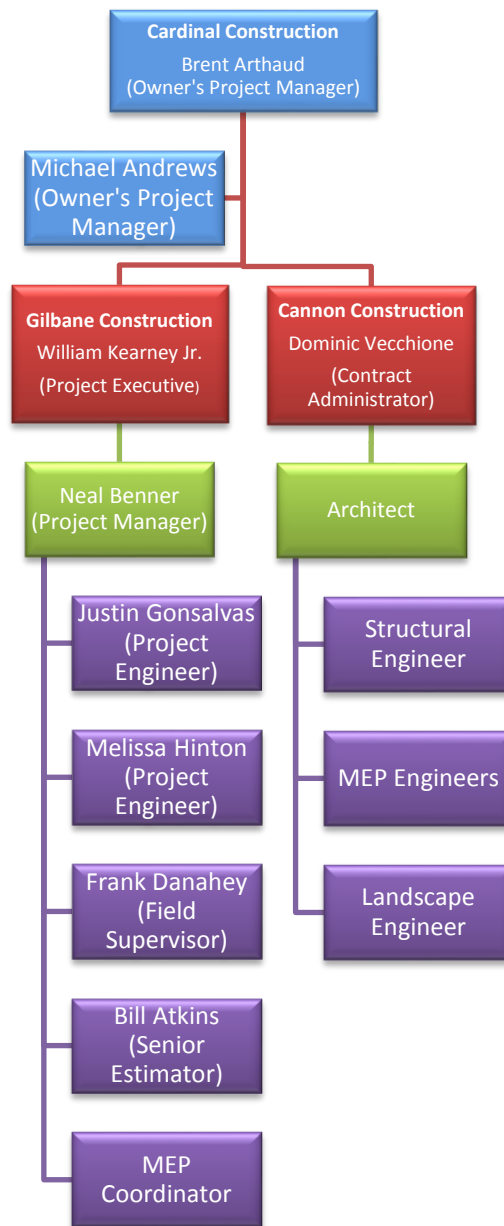 Cardinal Construction
Brent Arthaud
(Owner's Project Manager)
Michael Andrews
(Owner's Project
Manager)
Gilbane Construction
William Kearney Jr.
(Project Executive)
Cannon Construction
Dominic Vecchione
(Contract
Administrator)
Neal Benner
(Project Manager)
Architect
Justin Gonsalvas
(Project
Engineer)
Structural
Engineer
Melissa Hinton
(Project
Engineer)
MEP Engineers
Frank Danahey
(Field
Supervisor)
Landscape
Engineer
Bill Atkins
(Senior
Estimator)
MEP
Coordinator